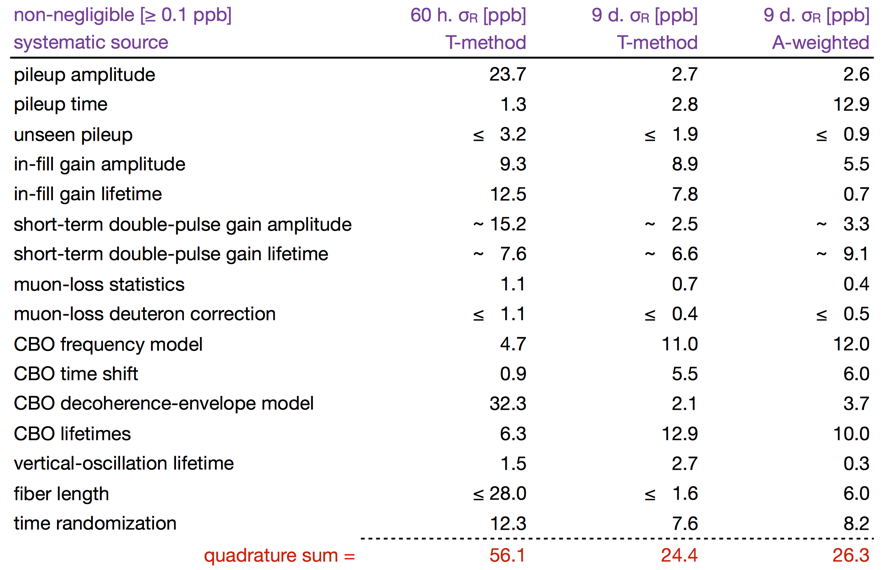 non-negligible [≥ 0.1 ppb] 60 h. σR [ppb] 9 d. σR [ppb] 9 d. σR [ppb]
systematic source T-method T-method A-weighted
pileup amplitude 23.7 2.7 2.6
pileup time 1.3 2.8 12.9
unseen pileup ≤ 3.2 ≤ 1.9 ≤ 0.9
in-fill gain amplitude 9.3 8.9 5.5
in-fill gain lifetime 12.5 7.8 0.7
short-term double-pulse gain amplitude ~ 15.2 ~ 2.5 ~ 3.3
short-term double-pulse gain lifetime ~ 7.6 ~ 6.6 ~ 9.1
muon-loss statistics 1.1 0.7 0.4
muon-loss deuteron correction ≤ 1.1 ≤ 0.4 ≤ 0.5
CBO frequency model 4.7 11.0 12.0
CBO time shift 0.9 5.5 6.0
CBO decoherence-envelope model 32.3 2.1 3.7
CBO lifetimes 6.3 12.9 10.0
vertical-oscillation lifetime 1.5 2.7 0.3
fiber length ≤ 28.0 ≤ 1.6 6.0
time randomization 12.3 7.6 8.2
quadrature sum = 56.1 24.4 26.3